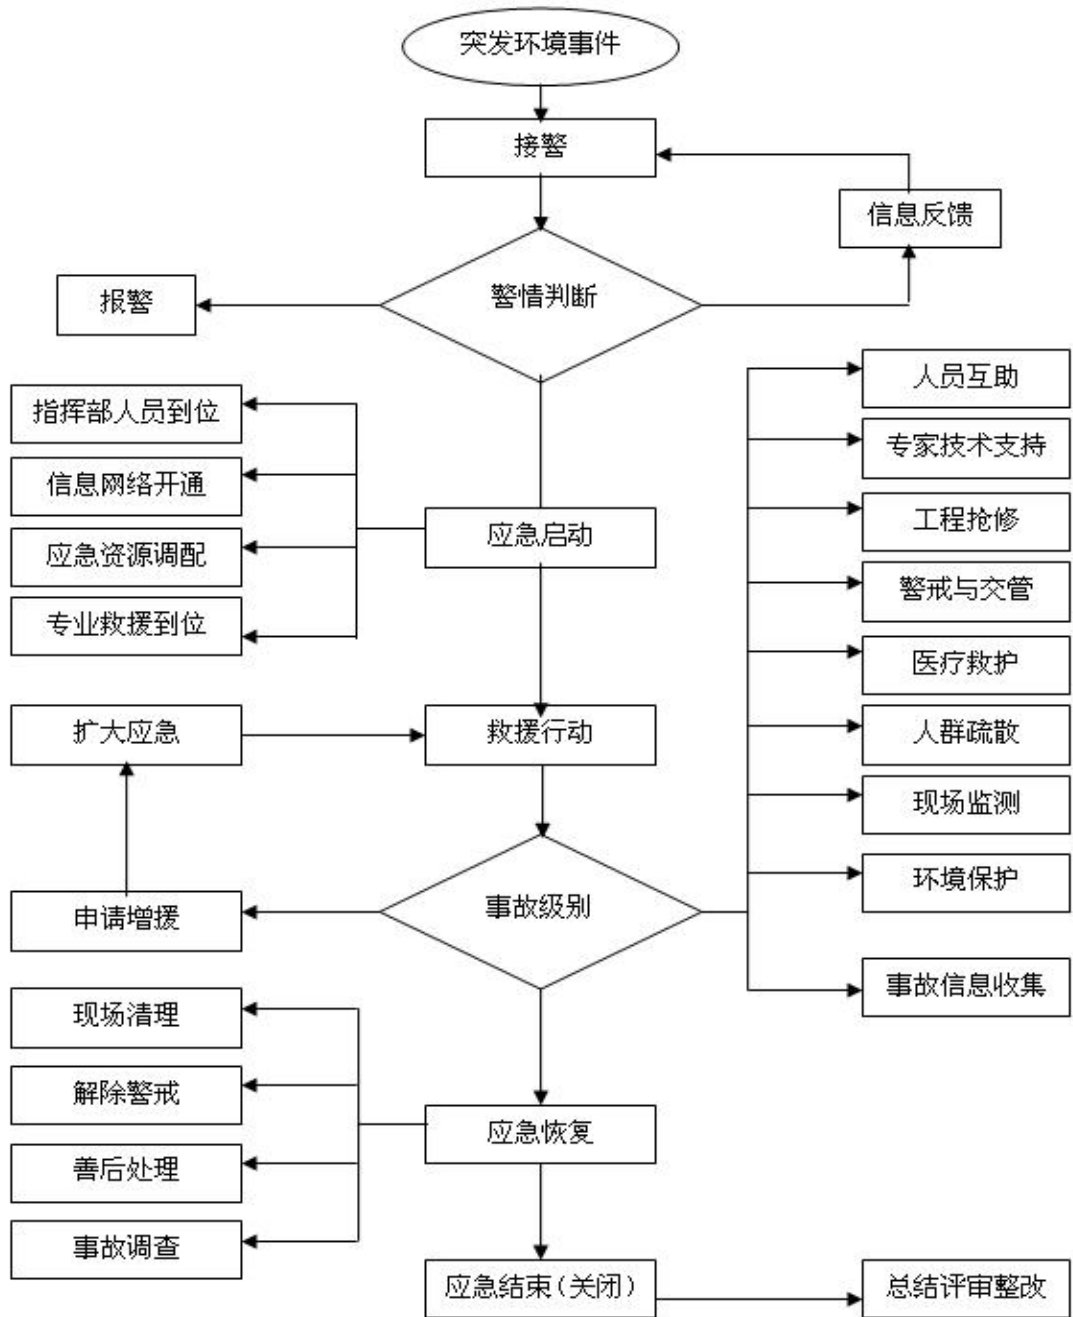 突发环境事件
接警
信息反馈
警情判断
报警
人员互助
指挥部人员到位
专家技术支持
信息网络开通
工程抢修
应急启动
应急资源调配
警戒与交管
专业救援到位
医疗救护
扩大应急
救援行动
人群疏散
现场监测
环境保护
申请增援
事故级别
事故信息收集
现场清理
解除警戒
应急恢复
善后处理
事故调查
应急结束(关闭)
总结评审整改